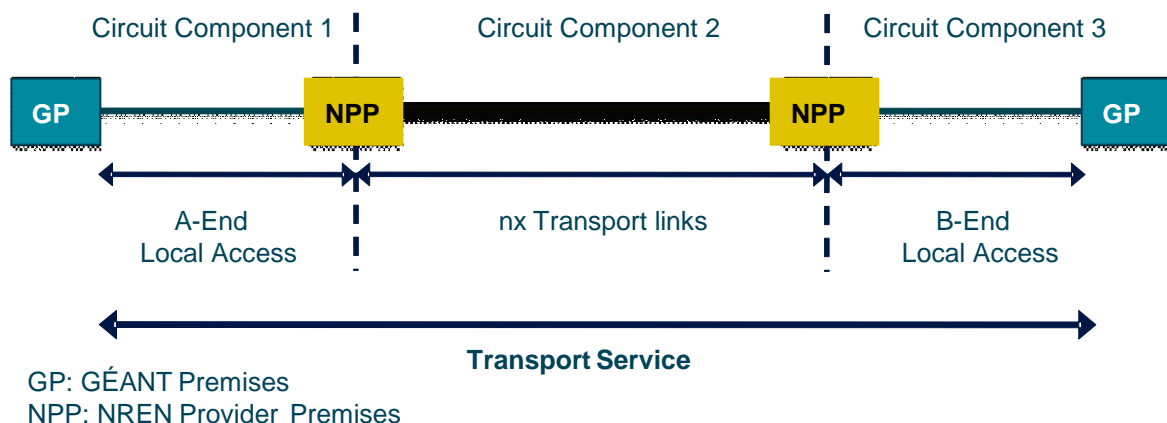 Circuit Component 1
Circuit Component 2
Circuit Component 3
GP
NPP
NPP
GP
A-End
Local Access
nx Transport links
B-End
Local Access
Transport Service
GP: GÉANT Premises
NPP: NREN Provider Premises